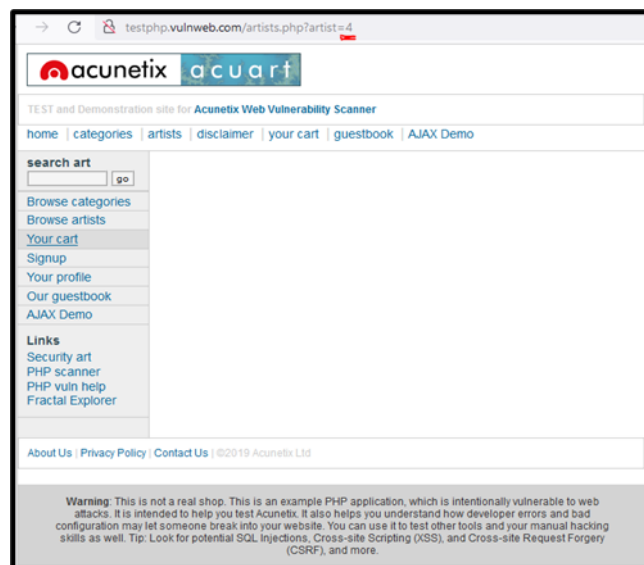 testphp.vulnweb.com/artists.php?artist=4
acunetix acuart
TEST and Demonstration site for Acunetix Web Vulnerability Scanner
home | categories | artists | disclaimer | your cart | guestbook | AJAX Demo
search art
go
Browse categories
Browse artists
Your cart
Signup
Your profile
Our guestbook
AJAX Demo
Links
Security art
PHP scanner
PHP vuln help
Fractal Explorer
About Us | Privacy Policy | Contact Us | ©2019 Acunetix Ltd
Warning: This is not a real shop. This is an example PHP application, which is intentionally vulnerable to web
attacks. It is intended to help you test Acunetix. It also helps you understand how developer errors and bad
configuration may let someone break into your website. You can use it to test other tools and your manual hacking
skills as well. Tip: Look for potential SQL Injections, Cross-site Scripting (XSS), and Cross-site Request Forgery
(CSRF), and more.